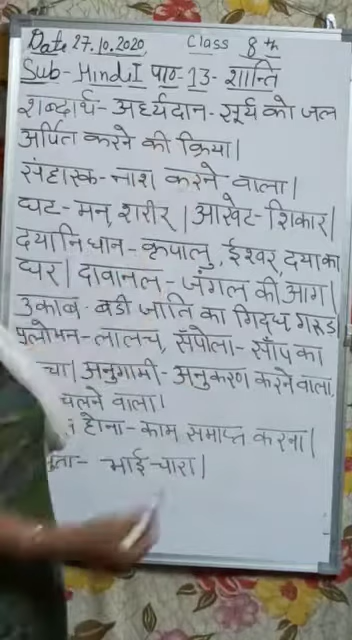 Date 27.10.2020, Class 8th
Sub-HindI पाठ-13- शान्ति
शब्दार्थ- अर्ध्यदान- सूर्य को जल
अर्पित करने की क्रिया।
संहारक- नाश करने वाला।
घट- मन, शरीर | आखेट- शिकार|
दयानिधान- कृपालु, ईश्वर, दया का
घर| दावानल- जंगल की आग|
उकाब- बडी जाति का गिद्ध गरूड|
प्रलोभन- लालच, सँपोला- साँप का
चा| अनुगामी- अनुकरण करने वाला,
चलने वाला।
होना- काम समाप्त करना|
ता- भाई-चारा|